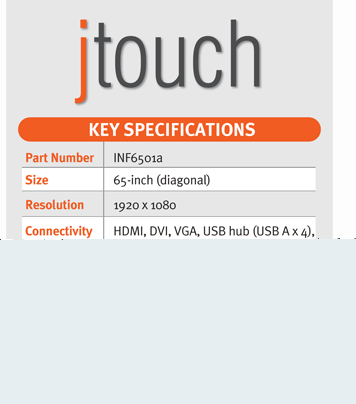 jtouch
KEY SPECIFICATIONS
Part Number INF6501a
Size 65-inch (diagonal)
Resolution 1920 x 1080
Connectivity HDMI, DVI, VGA, USB hub (USB A x 4),